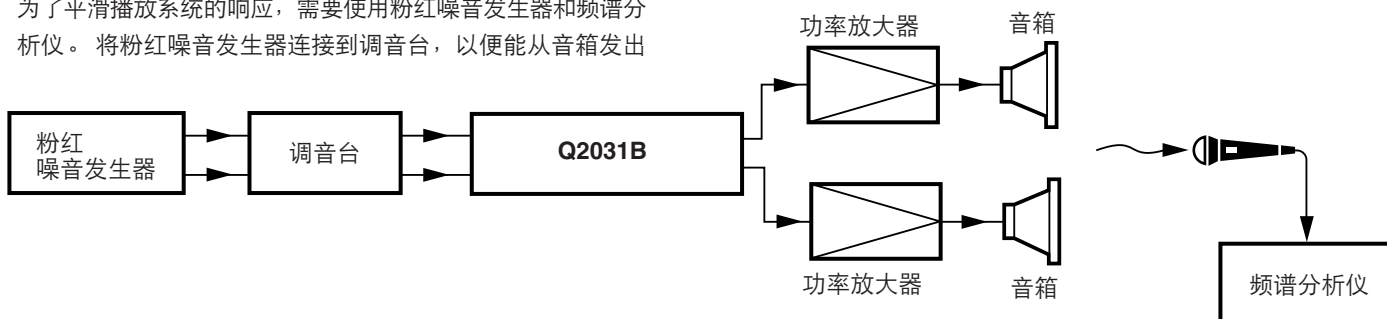 为了平滑播放系统的响应，需要使用粉红噪音发生器和频谱分
析仪。 将粉红噪音发生器连接到调音台，以便能从音箱发出
功率放大器
音箱
粉红
噪音发生器
调音台
Q2031B
功率放大器
音箱
频谱分析仪